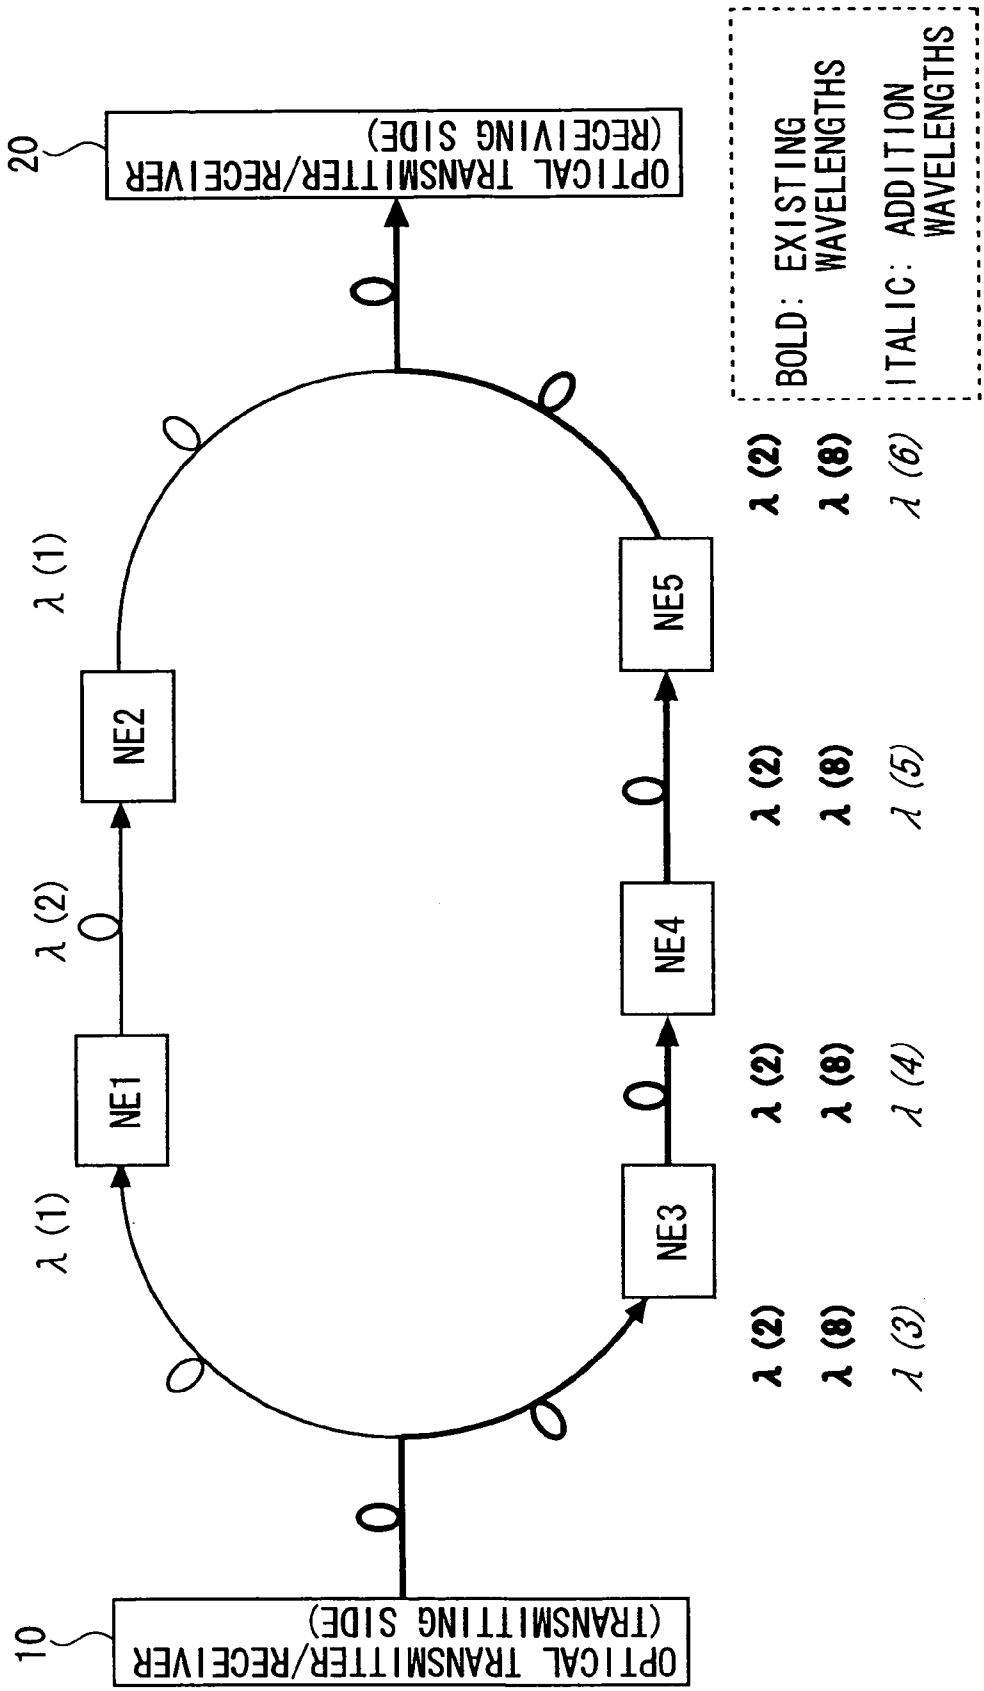 10
OPTICAL TRANSMITTER/RECEIVER
(TRANSMITTING SIDE)
λ (1)
NE1
λ (2)
NE2
λ (1)
20
OPTICAL TRANSMITTER/RECEIVER
(RECEIVING SIDE)
NE3
NE4
NE5
λ (2)
λ (8)
λ (3)
λ (2)
λ (8)
λ (4)
λ (2)
λ (8)
λ (5)
λ (2)
λ (8)
λ (6)
BOLD: EXISTING
WAVELENGTHS
ITALIC: ADDITION
WAVELENGTHS